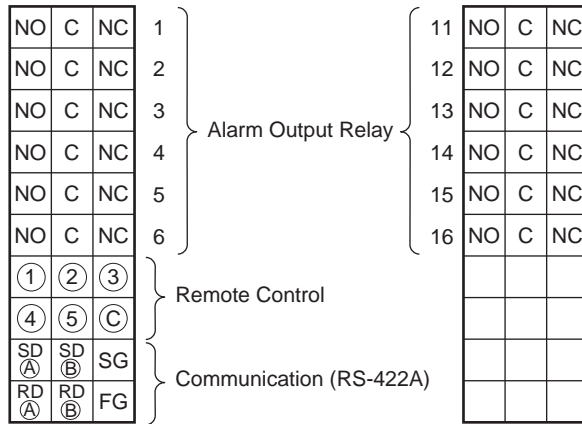 NO C NC 1 11 NO C NC
NO C NC 2 12 NO C NC
NO C NC 3 13 NO C NC
Alarm Output Relay
NO C NC 4 14 NO C NC
NO C NC 5 15 NO C NC
NO C NC 6 16 NO C NC
① ② ③
Remote Control
④ ⑤ Ⓒ
SD Ⓐ SD Ⓑ SG
Communication (RS-422A)
RD Ⓐ RD Ⓑ FG